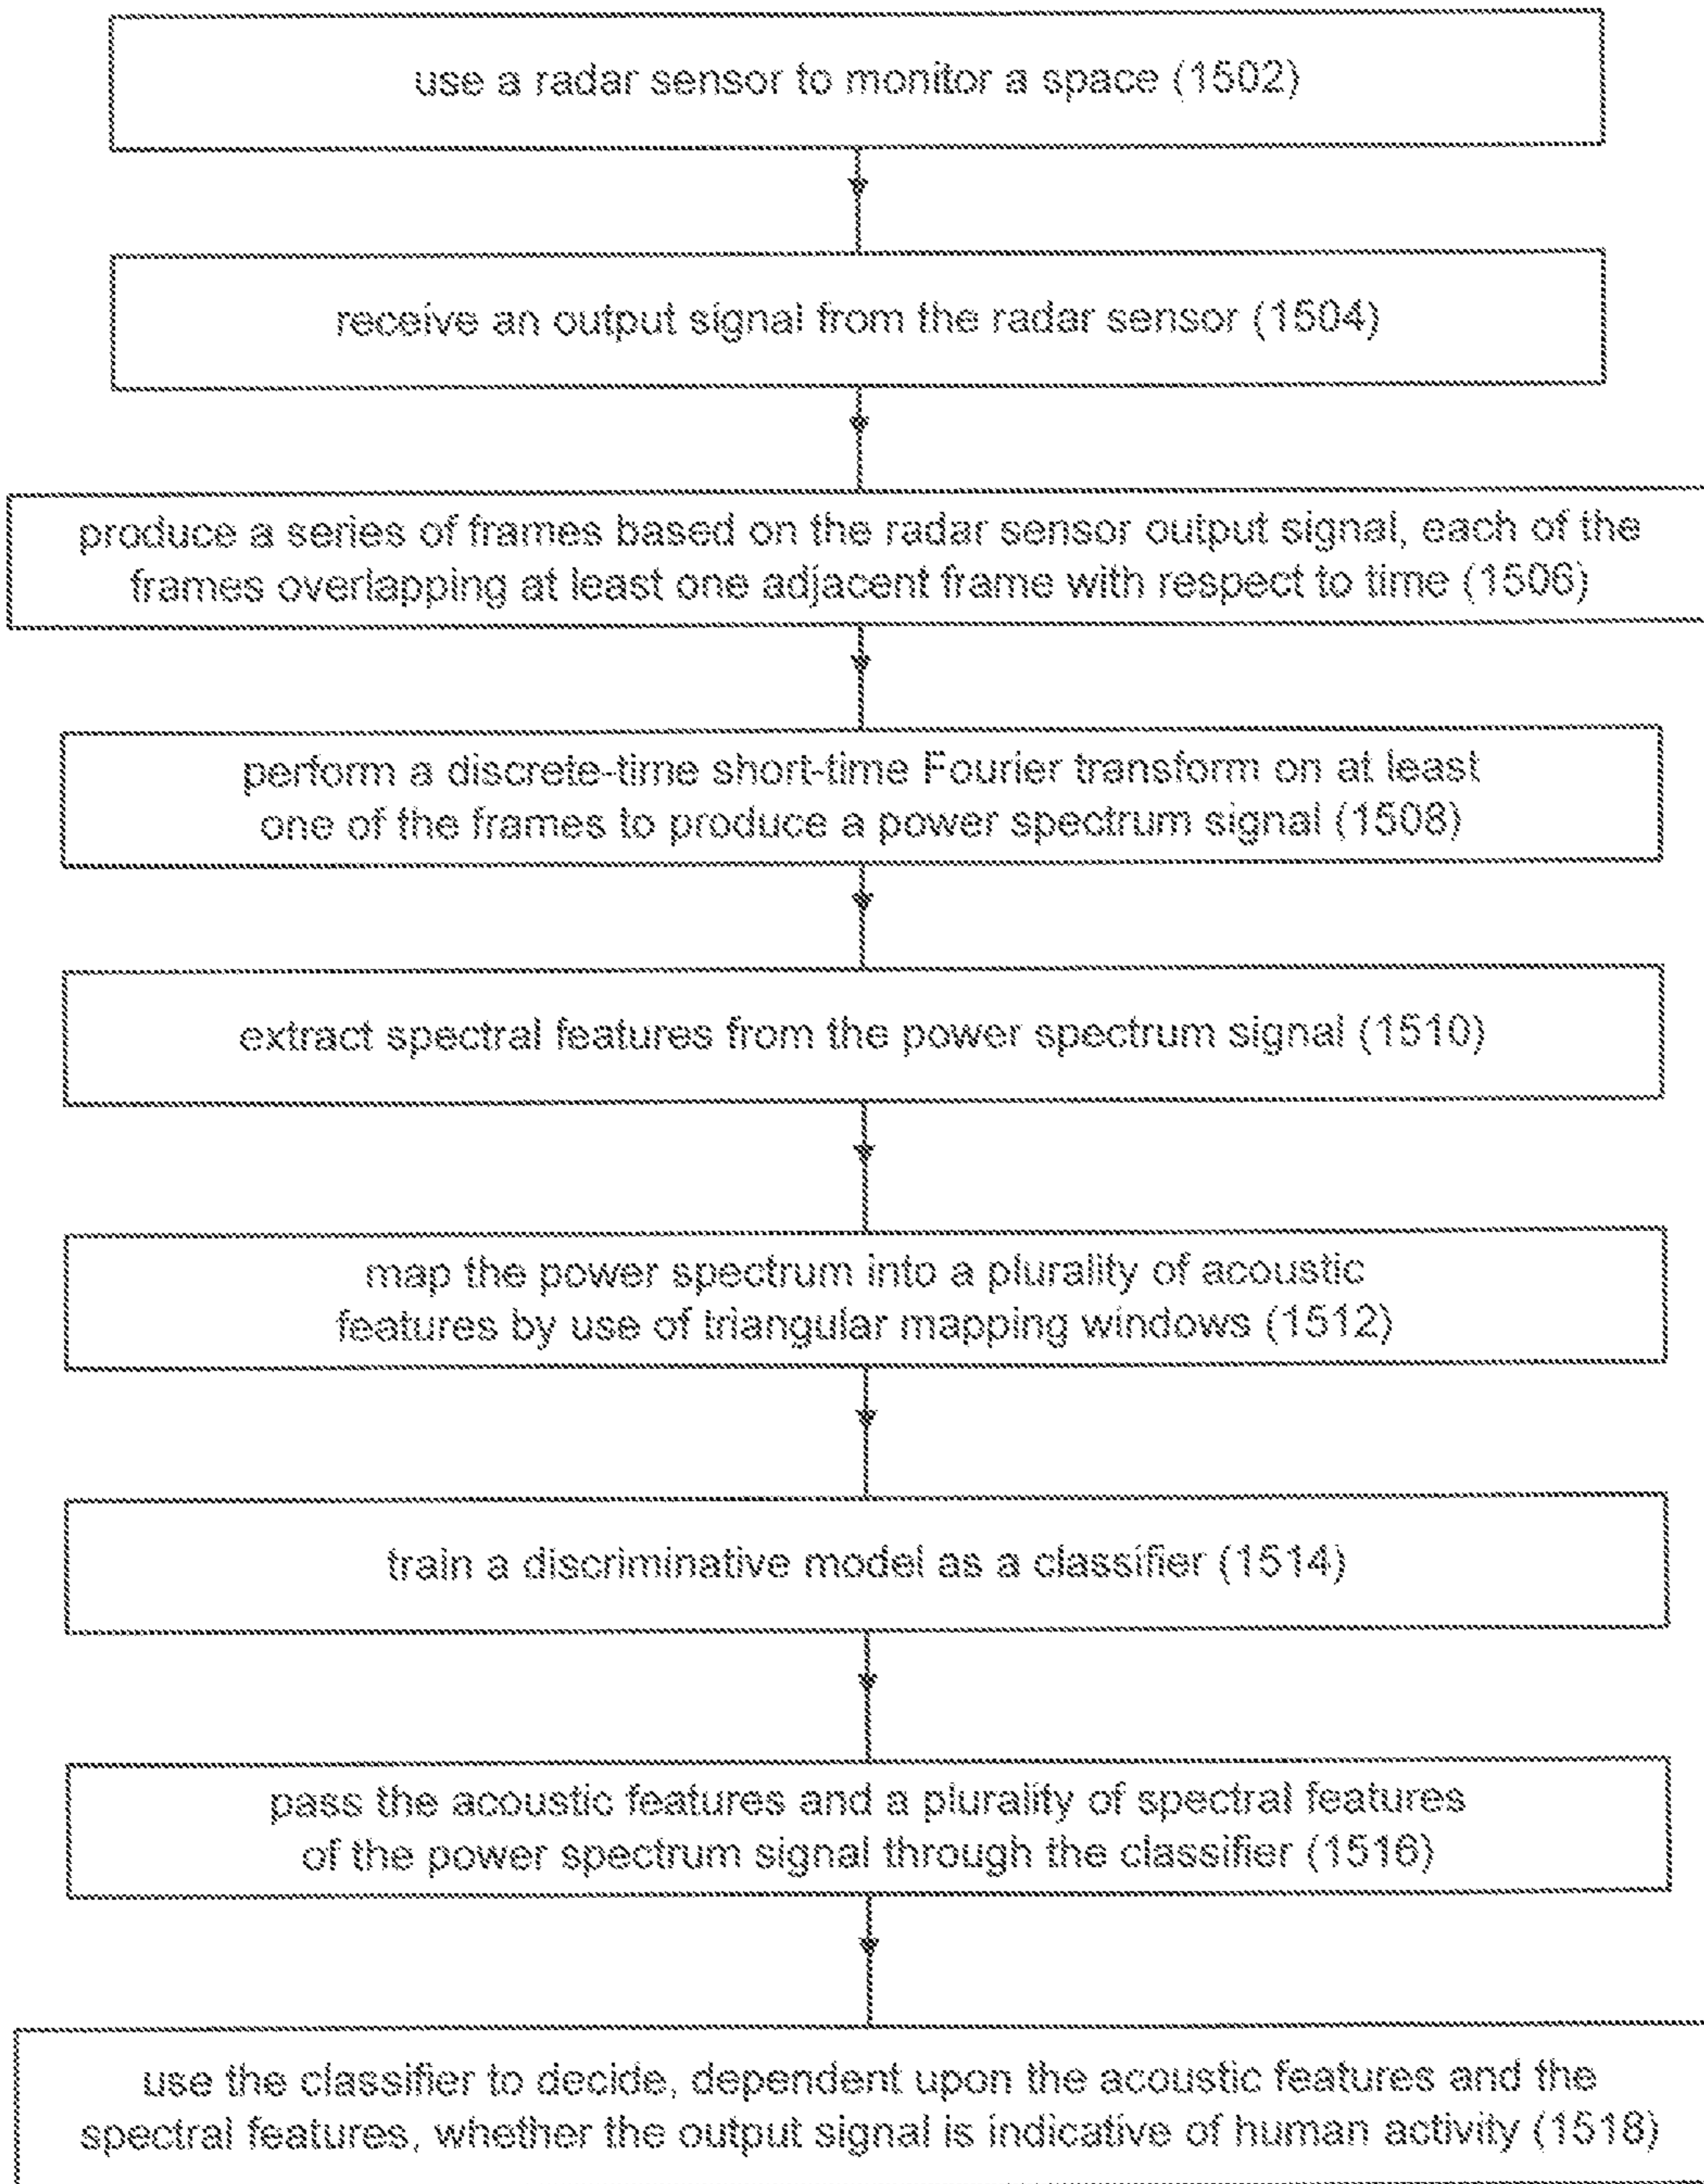 use a radar sensor to monitor a space (1502)
receive an output signal from the radar sensor (1504)
produce a series of frames based on the radar sensor output signal, each of the
frames overlapping at least one adjacent frame with respect to time (1506)
perform a discrete-time short-time Fourier transform on at least
one of the frames to produce a power spectrum signal (1508)
extract spectral features from the power spectrum signal (1510)
map the power spectrum into a plurality of acoustic
features by use of triangular mapping windows (1512)
train a discriminative model as a classifier (1514)
pass the acoustic features and a plurality of spectral features
of the power spectrum signal through the classifier (1516)
use the classifier to decide, dependent upon the acoustic features and the
spectral features, whether the output signal is indicative of human activity (1518)